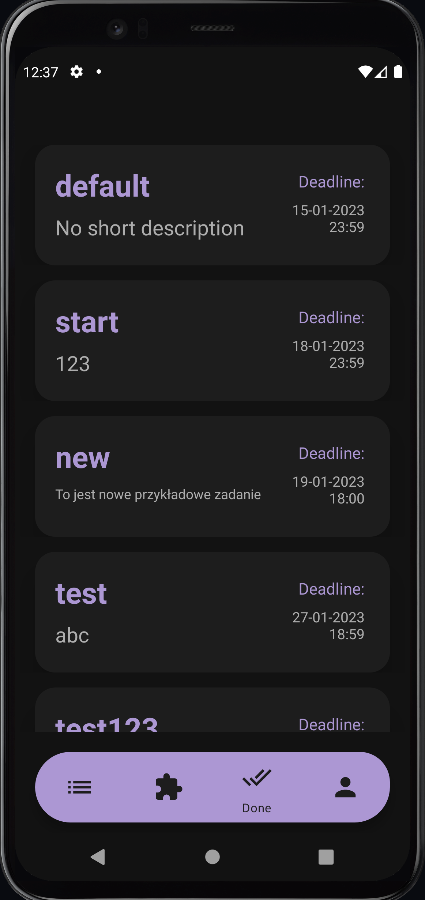 12:37
default
Deadline:
No short description
15-01-2023
23:59
start
Deadline:
123
18-01-2023
23:59
new
Deadline:
To jest nowe przykładowe zadanie
19-01-2023
18:00
test
Deadline:
abc
27-01-2023
18:59
test123
Deadline:
Done